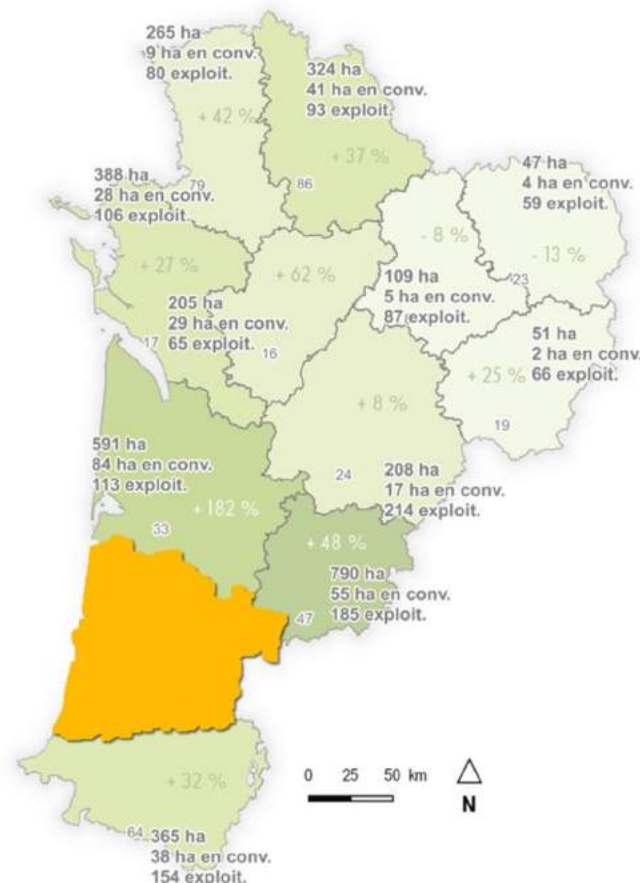 265 ha
9 ha en conv.
80 exploit.
+ 42 %
79
324 ha
41 ha en conv.
93 exploit.
+ 37 %
86
47 ha
4 ha en conv.
59 exploit.
- 13 %
23
388 ha
28 ha en conv.
106 exploit.
+ 27 %
17
- 8 %
109 ha
5 ha en conv.
87 exploit.
+ 62 %
205 ha
29 ha en conv.
65 exploit.
16
51 ha
2 ha en conv.
66 exploit.
+ 25 %
19
+ 8 %
24
208 ha
17 ha en conv.
214 exploit.
591 ha
84 ha en conv.
113 exploit.
+ 182 %
33
+ 48 %
790 ha
55 ha en conv.
185 exploit.
47
+ 32 %
64
365 ha
38 ha en conv.
154 exploit.
0 25 50 km
N